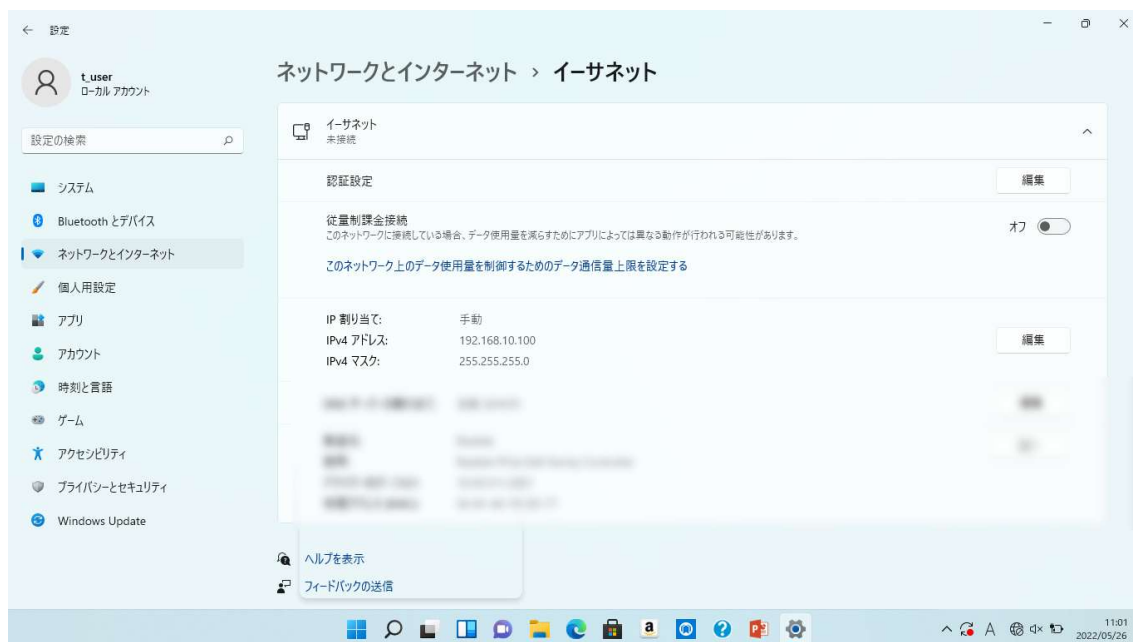 設定
t_user
ローカル アカウント
設定の検索
システム
Bluetooth とデバイス
ネットワークとインターネット
個人用設定
アプリ
アカウント
時刻と言語
ゲーム
アクセシビリティ
プライバシーとセキュリティ
Windows Update
ネットワークとインターネット › イーサネット
イーサネット
未接続
認証設定
編集
従量制課金接続
このネットワークに接続している場合、データ使用量を減らすためにアプリによっては異なる動作が行われる可能性があります。
オフ
このネットワーク上のデータ使用量を制御するためのデータ通信量上限を設定する
IP 割り当て: 手動
IPv4 アドレス: 192.168.10.100
IPv4 マスク: 255.255.255.0
編集
ヘルプを表示
フィードバックの送信
A
11:01
2022/05/26